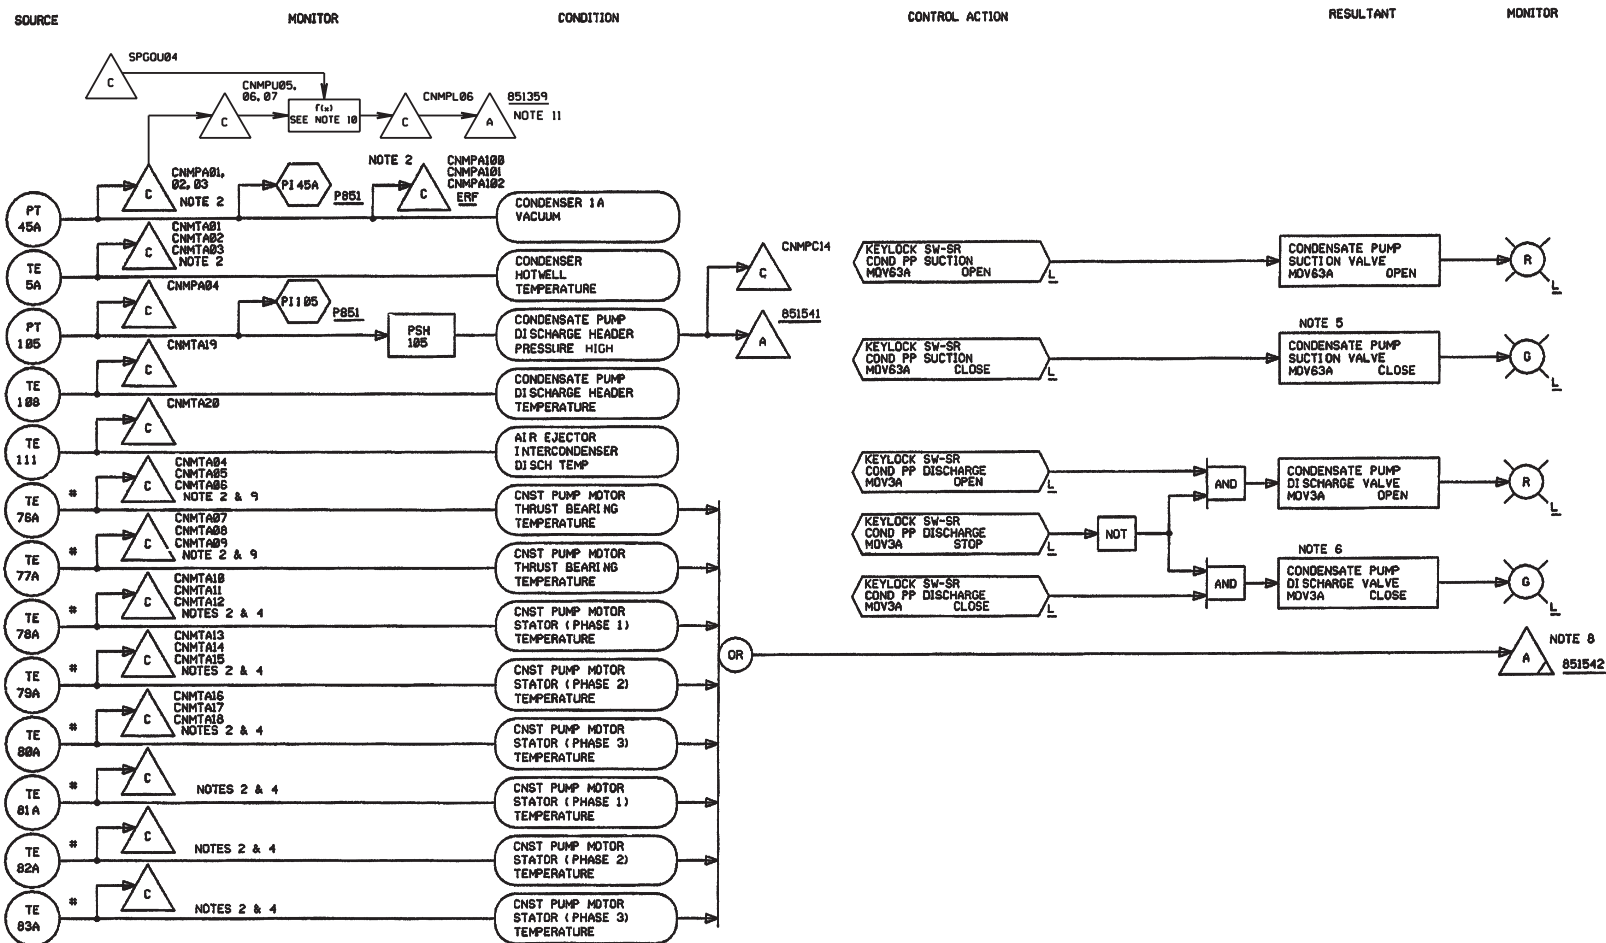 SOURCE
MONITOR
CONDITION
CONTROL ACTION
RESULTANT
MONITOR
SPGOU04
C
CNMPU05,
06,07
C
f(x)
SEE NOTE 10
CNMPL06
C
851359
A
NOTE 11
CNMPA01,
02,03
NOTE 2
C
PI45A
P851
NOTE 2
C
CNMPA100
CNMPA101
CNMPA102
ERF
PT
45A
CONDENSER 1A
VACUUM
CNMTA01
CNMTA02
CNMTA03
NOTE 2
C
TE
5A
CONDENSER
HOTWELL
TEMPERATURE
CNMPA04
C
PI105
P851
PT
105
PSH
105
CONDENSATE PUMP
DISCHARGE HEADER
PRESSURE HIGH
CNMPC14
C
851541
A
CNMTA19
C
TE
108
CONDENSATE PUMP
DISCHARGE HEADER
TEMPERATURE
CNMTA20
C
TE
111
AIR EJECTOR
INTERCONDENSER
DISCH TEMP
CNMTA04
CNMTA05
CNMTA06
NOTE 2 & 9
C
#
TE
76A
CNST PUMP MOTOR
THRUST BEARING
TEMPERATURE
CNMTA07
CNMTA08
CNMTA09
NOTE 2 & 9
C
#
TE
77A
CNST PUMP MOTOR
THRUST BEARING
TEMPERATURE
CNMTA10
CNMTA11
CNMTA12
NOTES 2 & 4
C
#
TE
78A
CNST PUMP MOTOR
STATOR (PHASE 1)
TEMPERATURE
CNMTA13
CNMTA14
CNMTA15
NOTES 2 & 4
C
#
TE
79A
CNST PUMP MOTOR
STATOR (PHASE 2)
TEMPERATURE
CNMTA16
CNMTA17
CNMTA18
NOTES 2 & 4
C
#
TE
80A
CNST PUMP MOTOR
STATOR (PHASE 3)
TEMPERATURE
C
NOTES 2 & 4
#
TE
81A
CNST PUMP MOTOR
STATOR (PHASE 1)
TEMPERATURE
C
NOTES 2 & 4
#
TE
82A
CNST PUMP MOTOR
STATOR (PHASE 2)
TEMPERATURE
C
NOTES 2 & 4
#
TE
83A
CNST PUMP MOTOR
STATOR (PHASE 3)
TEMPERATURE
OR
KEYLOCK SW-SR
COND PP SUCTION
MOV63A OPEN
L
CONDENSATE PUMP
SUCTION VALVE
MOV63A OPEN
R
L
KEYLOCK SW-SR
COND PP SUCTION
MOV63A CLOSE
L
NOTE 5
CONDENSATE PUMP
SUCTION VALVE
MOV63A CLOSE
G
L
KEYLOCK SW-SR
COND PP DISCHARGE
MOV3A OPEN
L
AND
CONDENSATE PUMP
DISCHARGE VALVE
MOV3A OPEN
R
L
KEYLOCK SW-SR
COND PP DISCHARGE
MOV3A STOP
L
NOT
KEYLOCK SW-SR
COND PP DISCHARGE
MOV3A CLOSE
L
AND
NOTE 6
CONDENSATE PUMP
DISCHARGE VALVE
MOV3A CLOSE
G
L
A
NOTE 8
851542